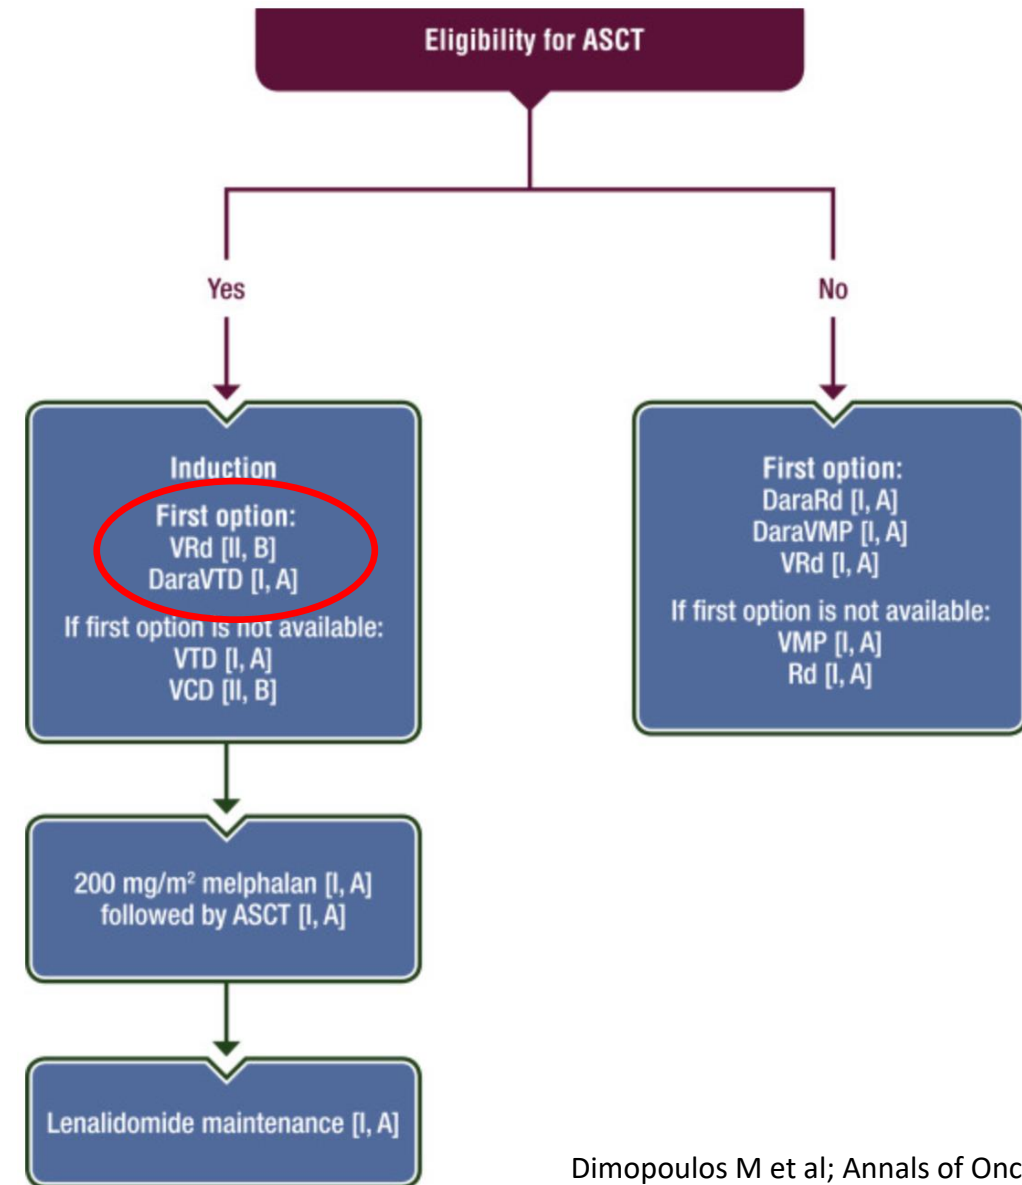 Eligibility for ASCT
Yes
No
Induction
First option:
VRd [II, B]
DaraVTD [I, A]
If first option is not available:
VTD [I, A]
VCD [II, B]
First option:
DaraRd [I, A]
DaraVMP [I, A]
VRd [I, A]
If first option is not available:
VMP [I, A]
Rd [I, A]
200 mg/m² melphalan [I, A]
followed by ASCT [I, A]
Lenalidomide maintenance [I, A]
Dimopoulos M et al; Annals of Onc